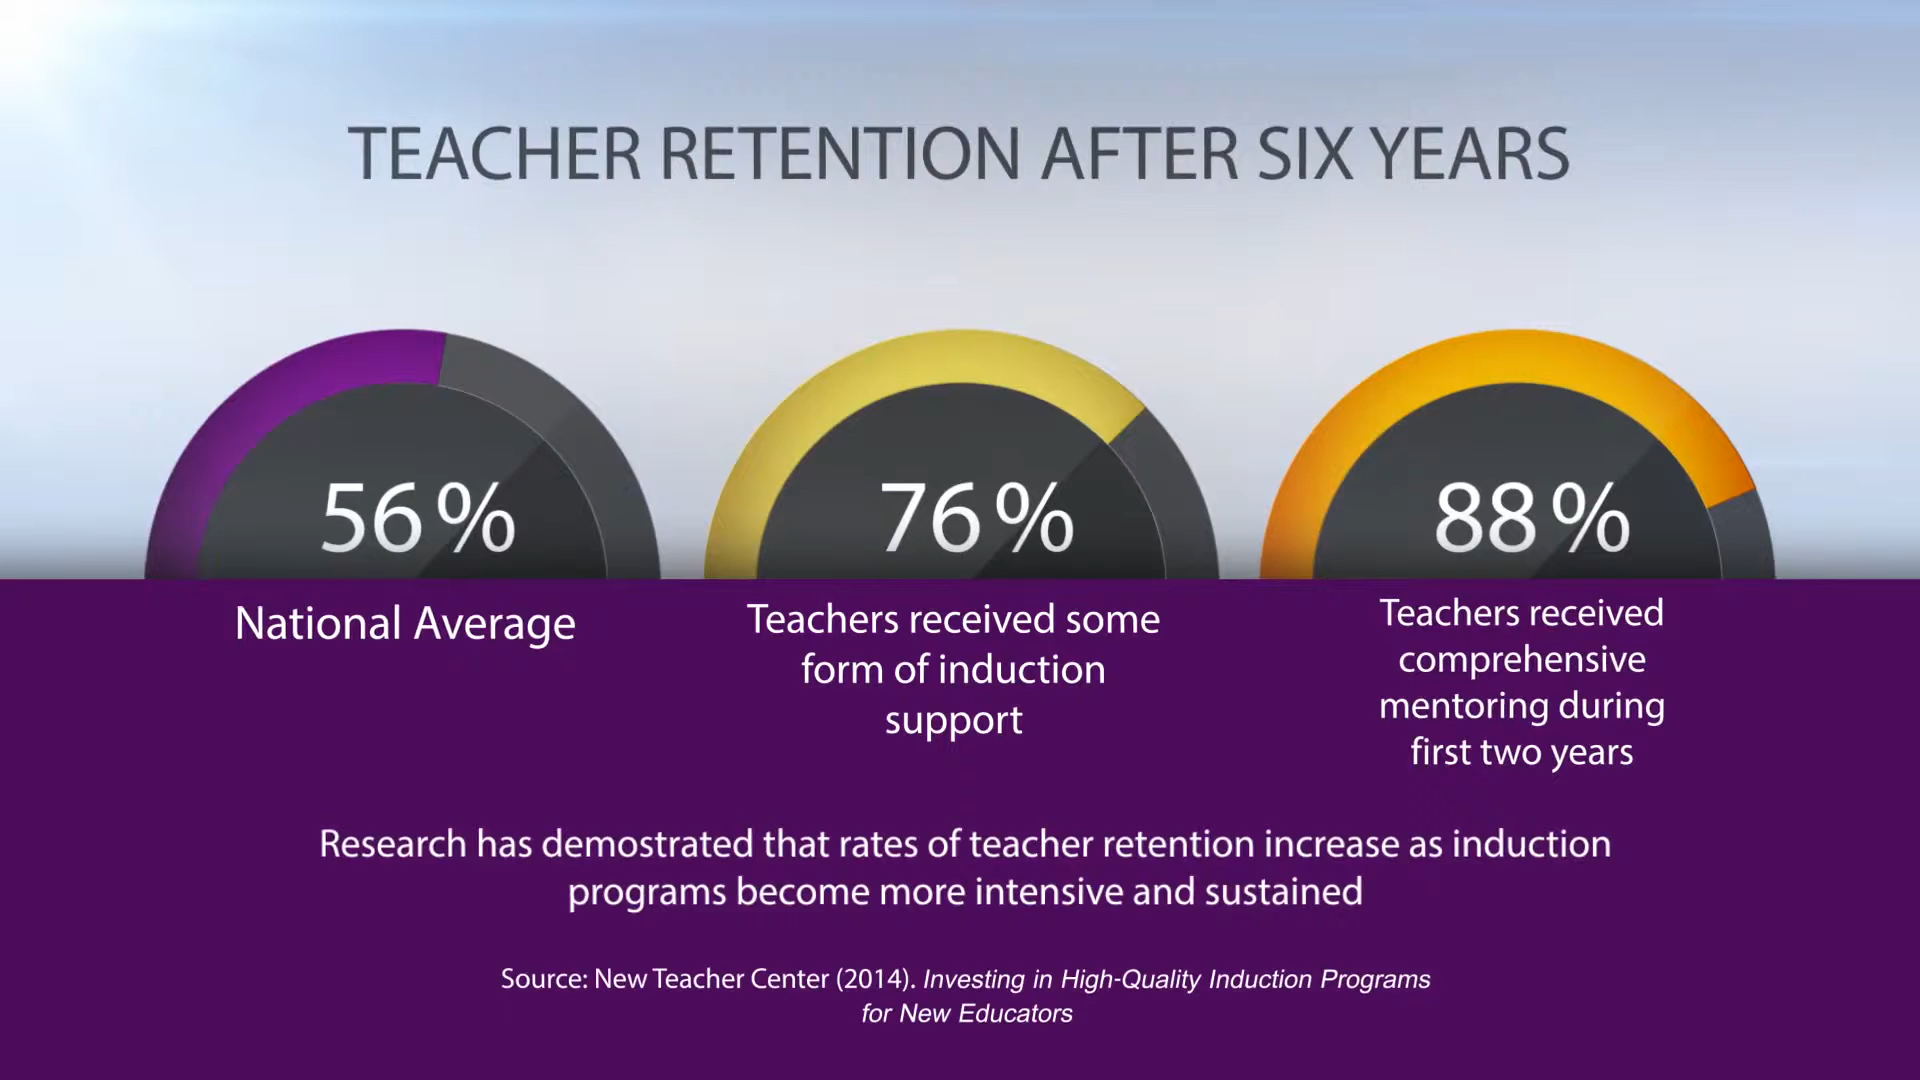 TEACHER RETENTION AFTER SIX YEARS
56%
National Average
76%
Teachers received some
form of induction
support
88%
Teachers received
comprehensive
mentoring during
first two years
Research has demostrated that rates of teacher retention increase as induction
programs become more intensive and sustained
Source: New Teacher Center (2014). Investing in High-Quality Induction Programs
for New Educators